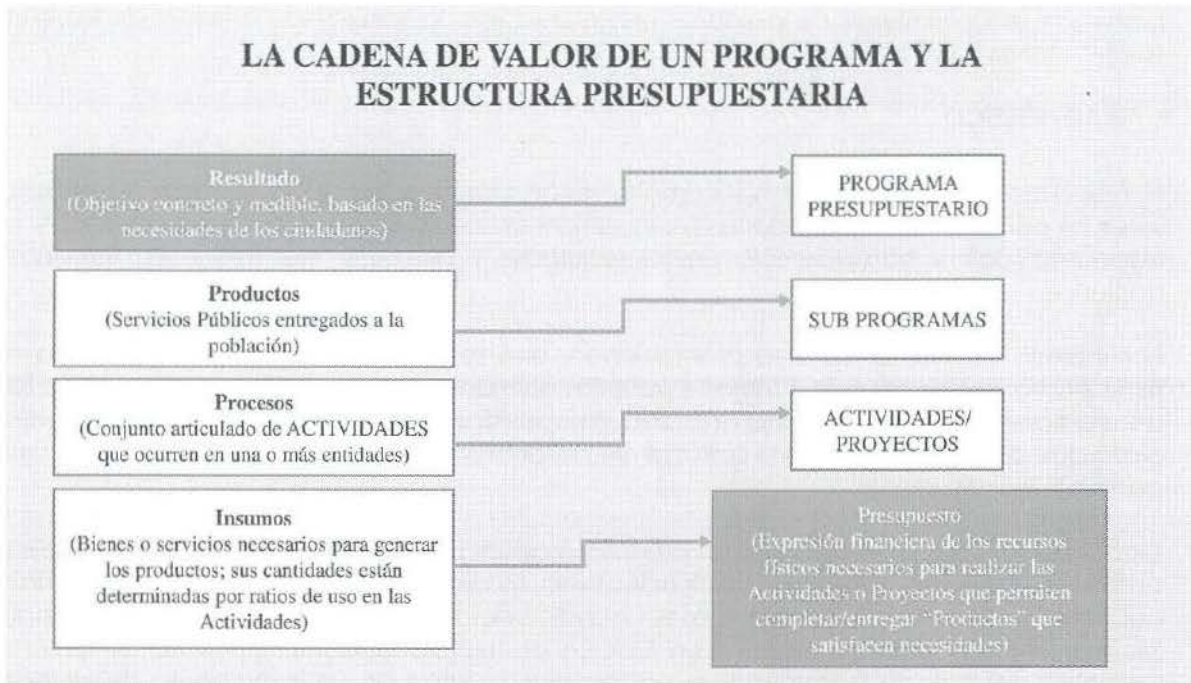 LA CADENA DE VALOR DE UN PROGRAMA Y LA
ESTRUCTURA PRESUPUESTARIA
Resultado
(Objetivo concreto y medible, basado en las
necesidades de los ciudadanos)
PROGRAMA
PRESUPUESTARIO
Productos
(Servicios Públicos entregados a la
población)
SUB PROGRAMAS
Procesos
(Conjunto articulado de ACTIVIDADES
que ocurren en una o más entidades)
ACTIVIDADES/
PROYECTOS
Insumos
(Bienes o servicios necesarios para generar
los productos; sus cantidades están
determinadas por ratios de uso en las
Actividades)
Presupuesto
(Expresión financiera de los recursos
físicos necesarios para realizar las
Actividades o Proyectos que permiten
completar/entregar “Productos” que
satisfacen necesidades)